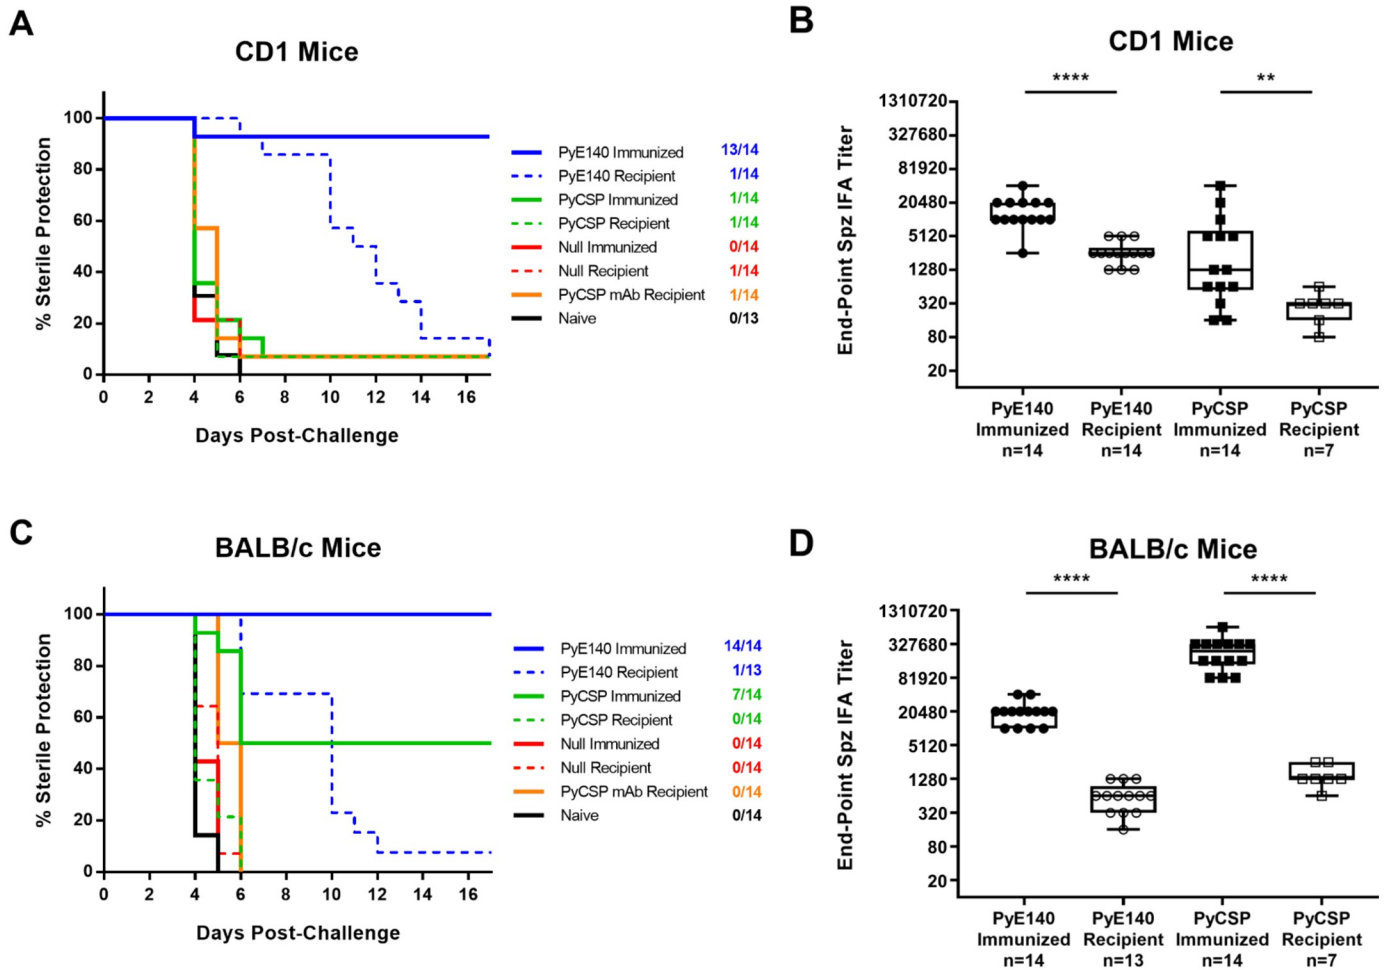 A
CD1 Mice
% Sterile Protection
100
80
60
40
20
0
0 2 4 6 8 10 12 14 16
Days Post-Challenge
PyE140 Immunized 13/14
PyE140 Recipient 1/14
PyCSP Immunized 1/14
PyCSP Recipient 1/14
Null Immunized 0/14
Null Recipient 1/14
PyCSP mAb Recipient 1/14
Naive 0/13
B
CD1 Mice
**** **
End-Point Spz IFA Titer
1310720
327680
81920
20480
5120
1280
320
80
20
PyE140 PyE140 PyCSP PyCSP
Immunized Recipient Immunized Recipient
n=14 n=14 n=14 n=7
C
BALB/c Mice
% Sterile Protection
100
80
60
40
20
0
0 2 4 6 8 10 12 14 16
Days Post-Challenge
PyE140 Immunized 14/14
PyE140 Recipient 1/13
PyCSP Immunized 7/14
PyCSP Recipient 0/14
Null Immunized 0/14
Null Recipient 0/14
PyCSP mAb Recipient 0/14
Naive 0/14
D
BALB/c Mice
**** ****
End-Point Spz IFA Titer
1310720
327680
81920
20480
5120
1280
320
80
20
PyE140 PyE140 PyCSP PyCSP
Immunized Recipient Immunized Recipient
n=14 n=13 n=14 n=7